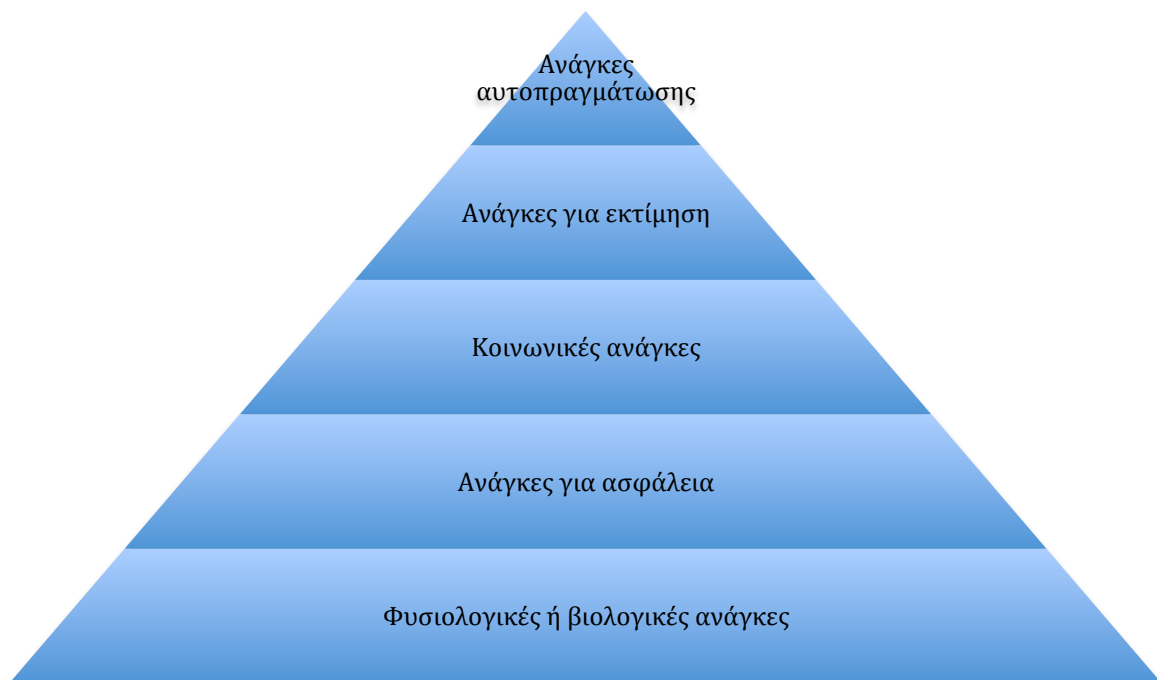 Ανάγκες
αυτοπραγμάτωσης
Ανάγκες για εκτίμηση
Κοινωνικές ανάγκες
Ανάγκες για ασφάλεια
Φυσιολογικές ή βιολογικές ανάγκες